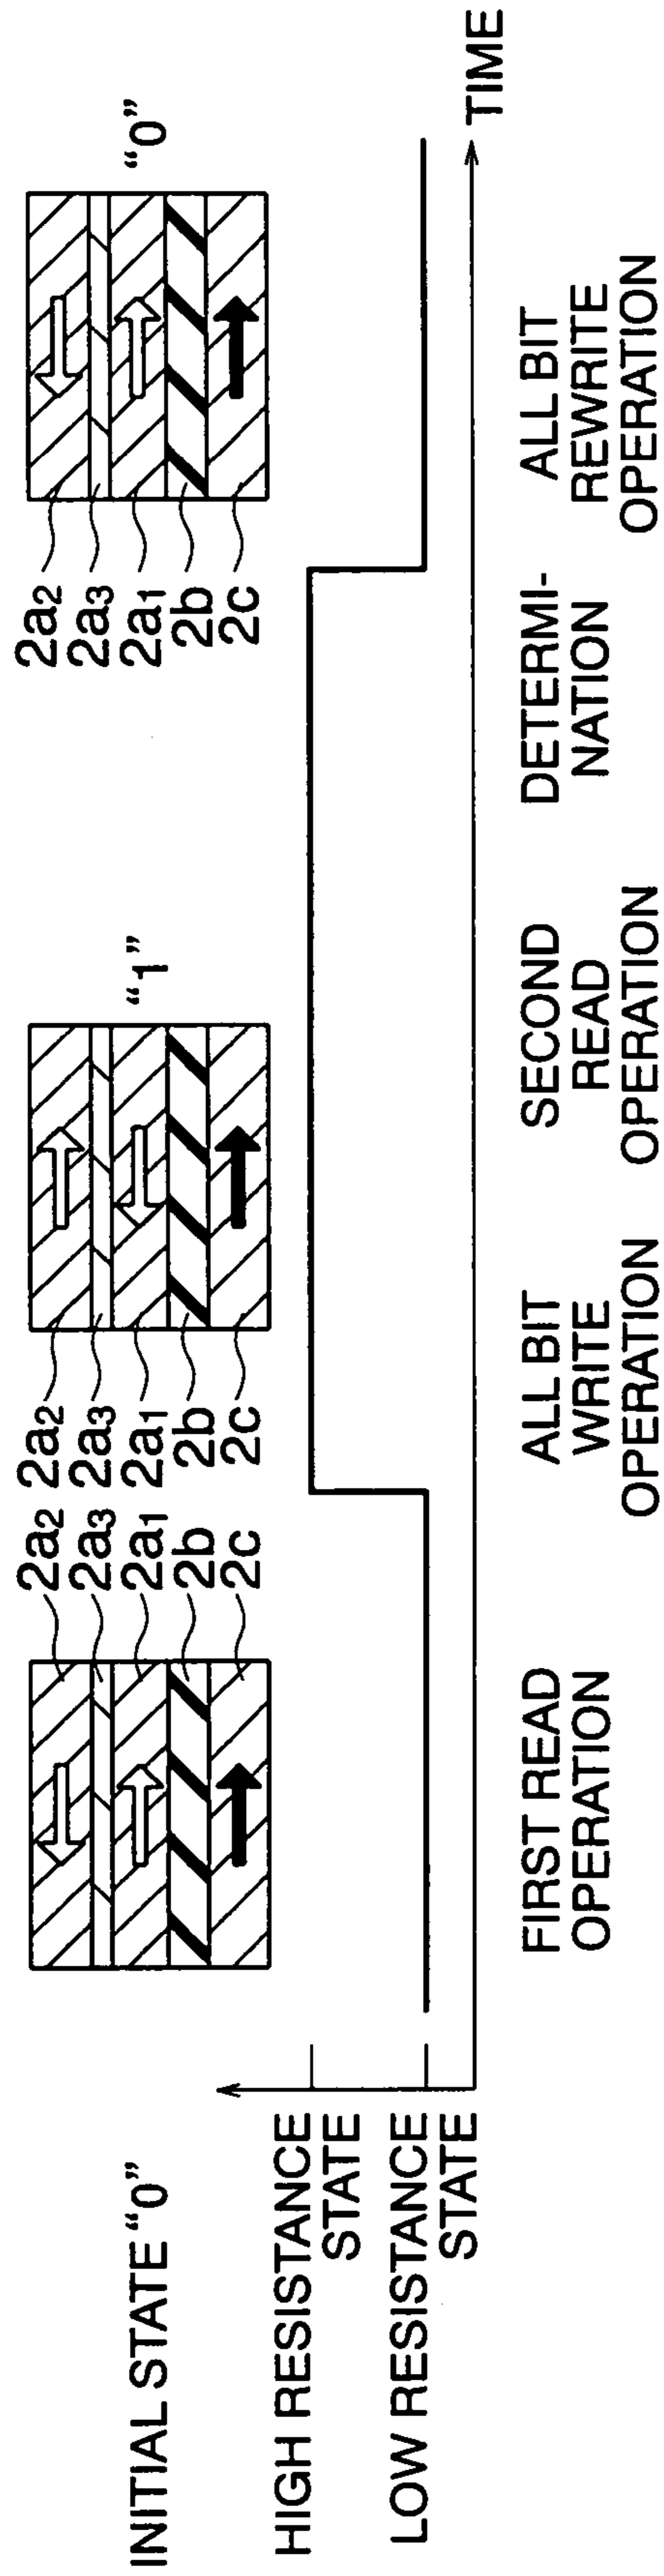 INITIAL STATE “0”
2a2
2a3
2a1
2b
2c
2a2
2a3
2a1
2b
2c
“1”
2a2
2a3
2a1
2b
2c
“0”
HIGH RESISTANCE
STATE
LOW RESISTANCE
STATE
TIME
FIRST READ
OPERATION
ALL BIT
WRITE
OPERATION
SECOND
READ
OPERATION
DETERMI-
NATION
ALL BIT
REWRITE
OPERATION